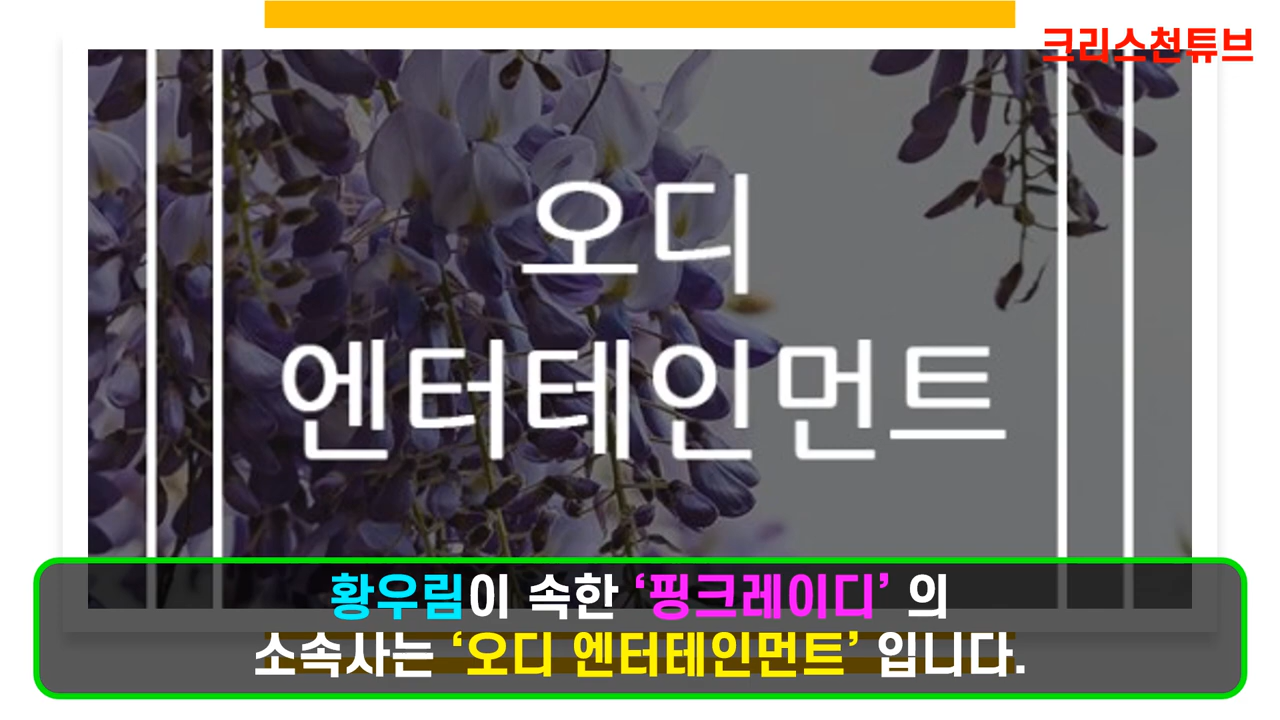 크리스천튜브
오디
엔터테인먼트
황우림이 속한 ‘핑크레이디’ 의
소속사는 ‘오디 엔터테인먼트’ 입니다.